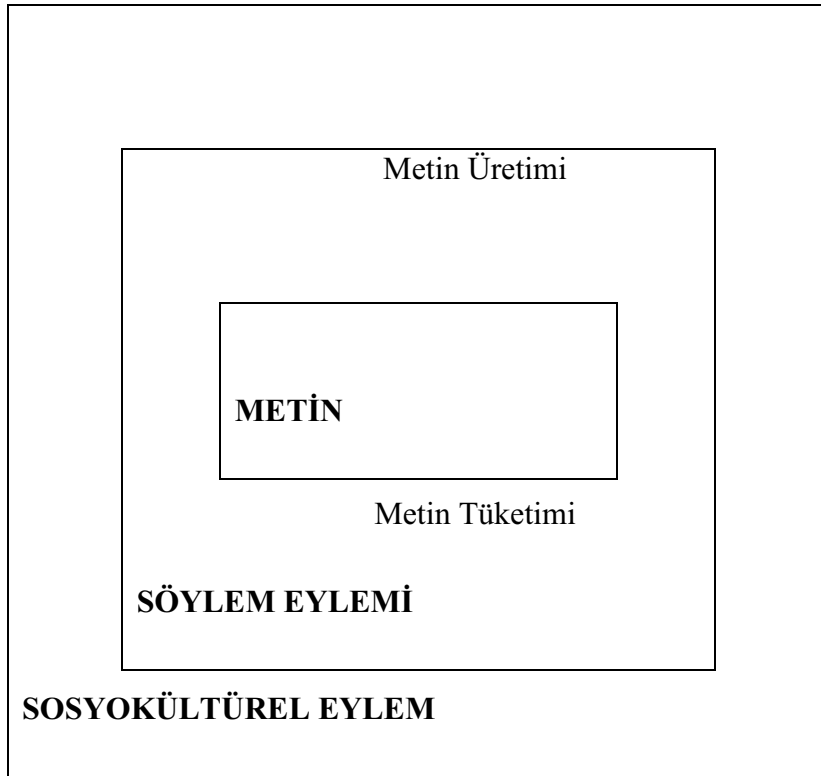 Metin Üretimi
METİN
Metin Tüketimi
SÖYLEM EYLEMİ
SOSYOKÜLTÜREL EYLEM